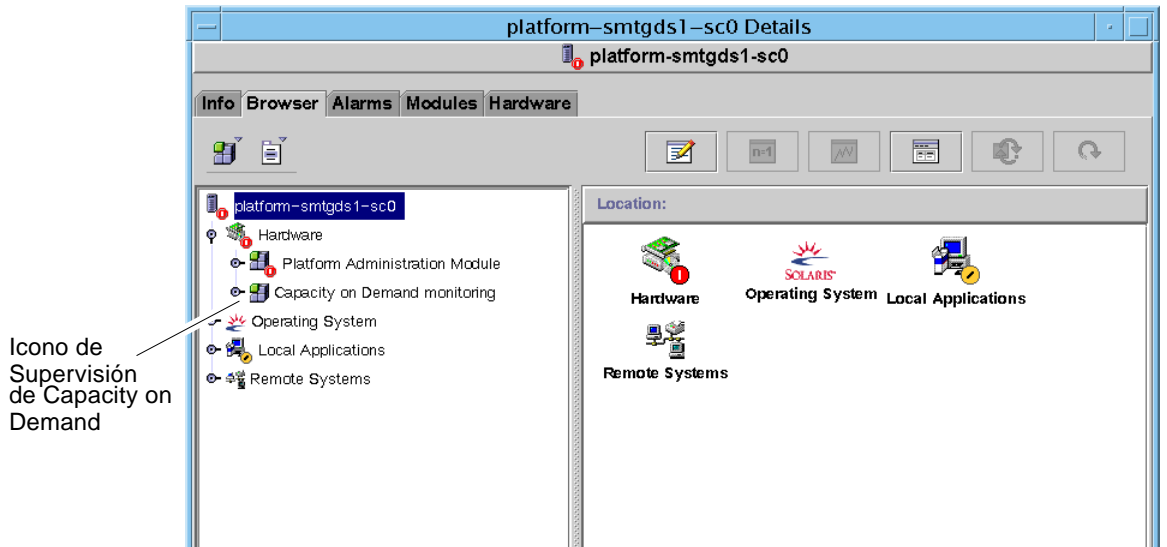 platform–smtgds1–sc0 Details
platform-smtgds1-sc0
Info Browser Alarms Modules Hardware
n=1
platform–smtgds1–sc0
Hardware
Platform Administration Module
Capacity on Demand monitoring
Operating System
Local Applications
Remote Systems
Location:
Hardware
SOLARIS
Operating System
Local Applications
Remote Systems
Icono de
Supervisión
de Capacity on
Demand